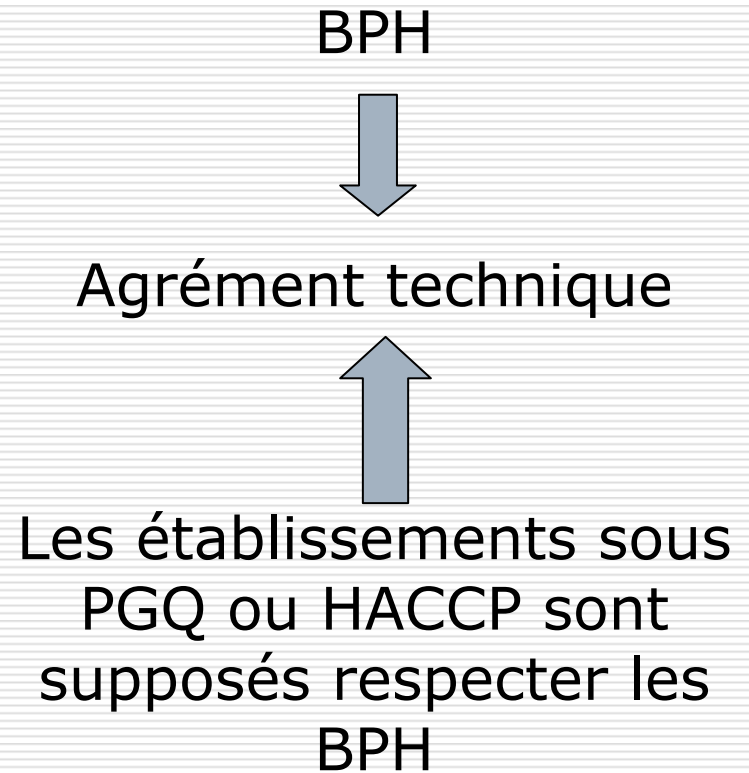 BPH
Agrément technique
Les établissements sous
PGQ ou HACCP sont
supposés respecter les
BPH